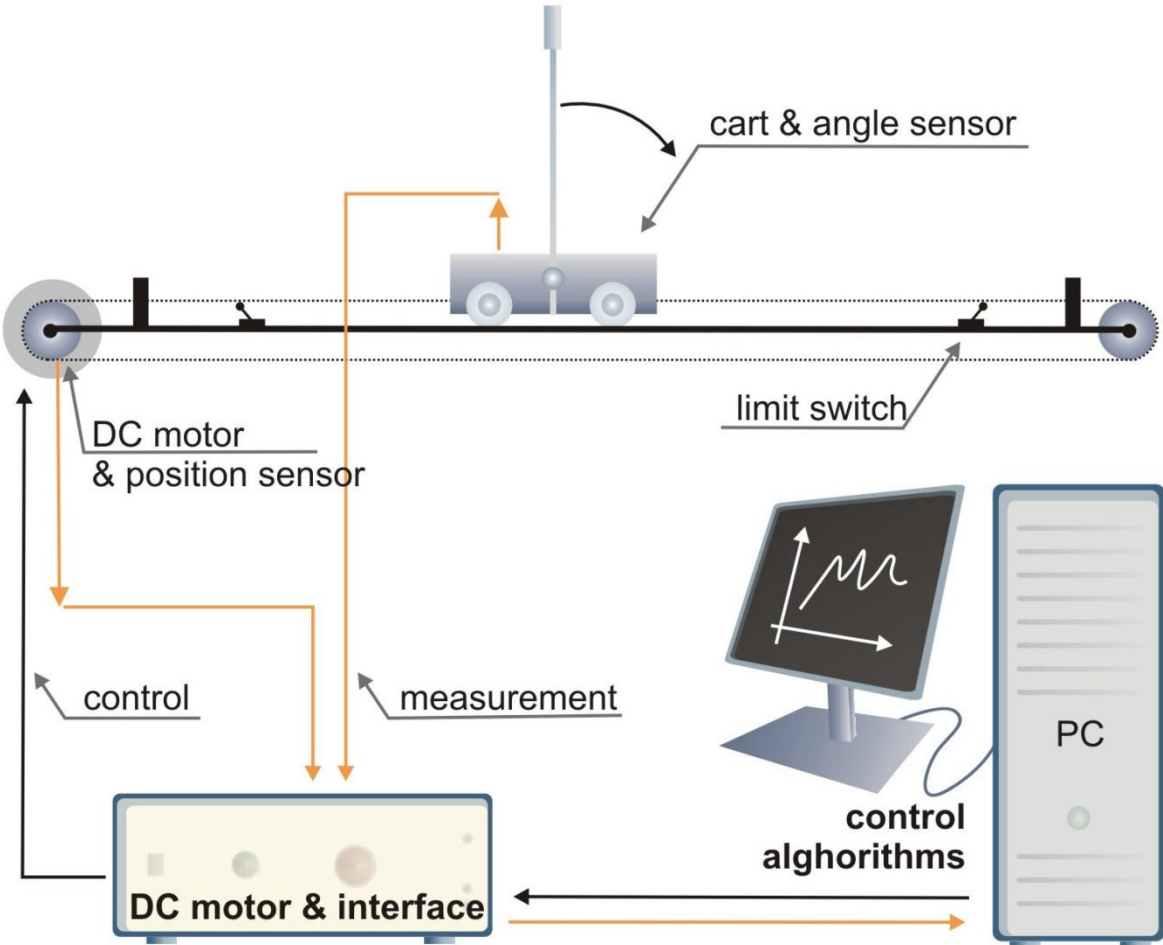 cart & angle sensor
limit switch
DC motor
& position sensor
control
measurement
PC
control
alghorithms
DC motor & interface